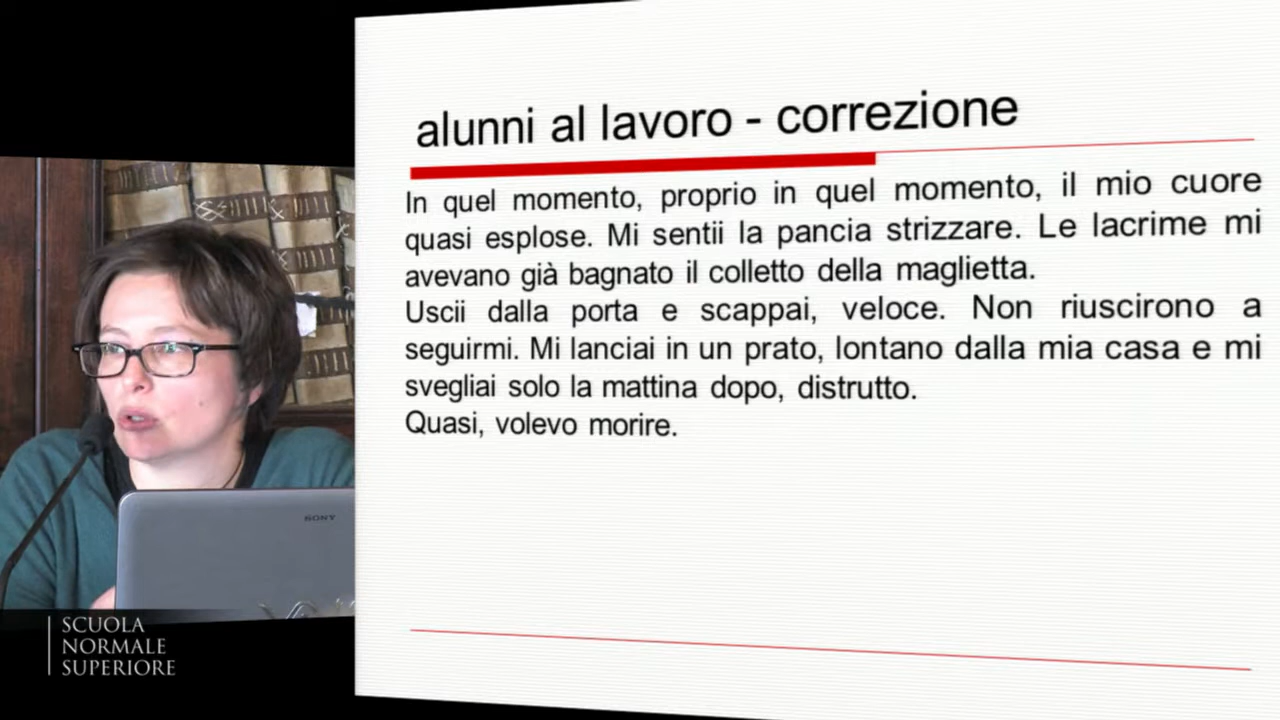 alunni al lavoro - correzione
In quel momento, proprio in quel momento, il mio cuore
quasi esplose. Mi sentii la pancia strizzare. Le lacrime mi
avevano già bagnato il colletto della maglietta.
Uscii dalla porta e scappai, veloce. Non riuscirono a
seguirmi. Mi lanciai in un prato, lontano dalla mia casa e mi
svegliai solo la mattina dopo, distrutto.
Quasi, volevo morire.
SONY
SCUOLA
NORMALE
SUPERIORE